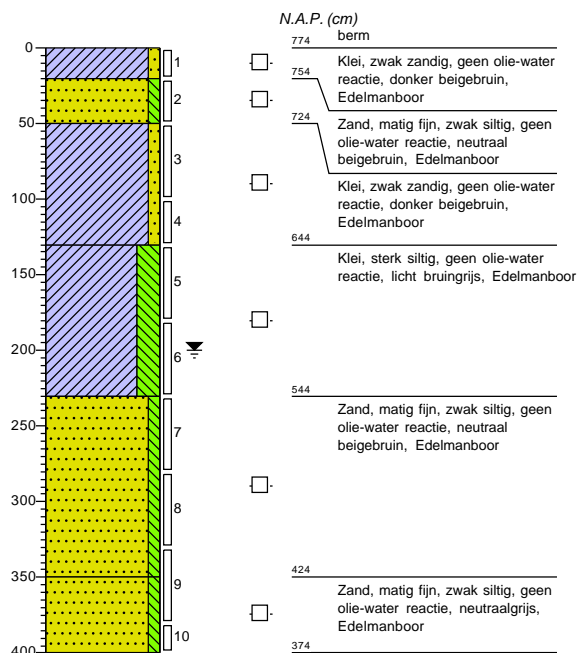 N.A.P. (cm)
0
774
berm
1
Klei, zwak zandig, geen olie-water
reactie, donker beigebruin,
Edelmanboor
754
2
50
724
Zand, matig fijn, zwak siltig, geen
olie-water reactie, neutraal
beigebruin, Edelmanboor
3
Klei, zwak zandig, geen olie-water
reactie, donker beigebruin,
Edelmanboor
100
4
644
Klei, sterk siltig, geen olie-water
reactie, licht bruingrijs, Edelmanboor
150
5
200
6
544
Zand, matig fijn, zwak siltig, geen
olie-water reactie, neutraal
beigebruin, Edelmanboor
250
7
300
8
350
424
9
Zand, matig fijn, zwak siltig, geen
olie-water reactie, neutraalgrijs,
Edelmanboor
10
400
374